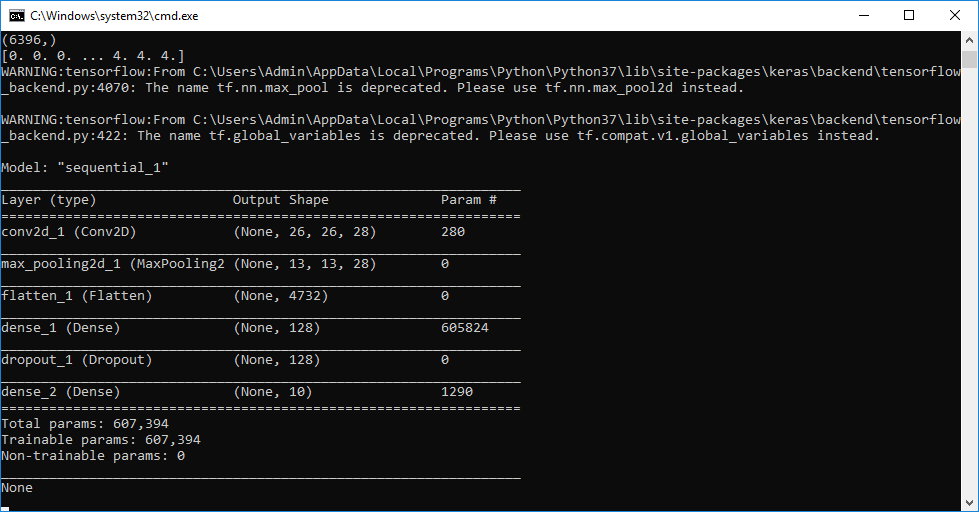 C:\Windows\system32\cmd.exe
(6396,)
[0. 0. 0. ... 4. 4. 4.]
WARNING:tensorflow:From C:\Users\Admin\AppData\Local\Programs\Python\Python37\lib\site-packages\keras\backend\tensorflow
_backend.py:4070: The name tf.nn.max_pool is deprecated. Please use tf.nn.max_pool2d instead.
WARNING:tensorflow:From C:\Users\Admin\AppData\Local\Programs\Python\Python37\lib\site-packages\keras\backend\tensorflow
_backend.py:422: The name tf.global_variables is deprecated. Please use tf.compat.v1.global_variables instead.
Model: "sequential_1"
_________________________________________________________________
Layer (type)                 Output Shape              Param #
=================================================================
conv2d_1 (Conv2D)            (None, 26, 26, 28)        280
_________________________________________________________________
max_pooling2d_1 (MaxPooling2 (None, 13, 13, 28)        0
_________________________________________________________________
flatten_1 (Flatten)          (None, 4732)              0
_________________________________________________________________
dense_1 (Dense)              (None, 128)               605824
_________________________________________________________________
dropout_1 (Dropout)          (None, 128)               0
_________________________________________________________________
dense_2 (Dense)              (None, 10)                1290
=================================================================
Total params: 607,394
Trainable params: 607,394
Non-trainable params: 0
_________________________________________________________________
None